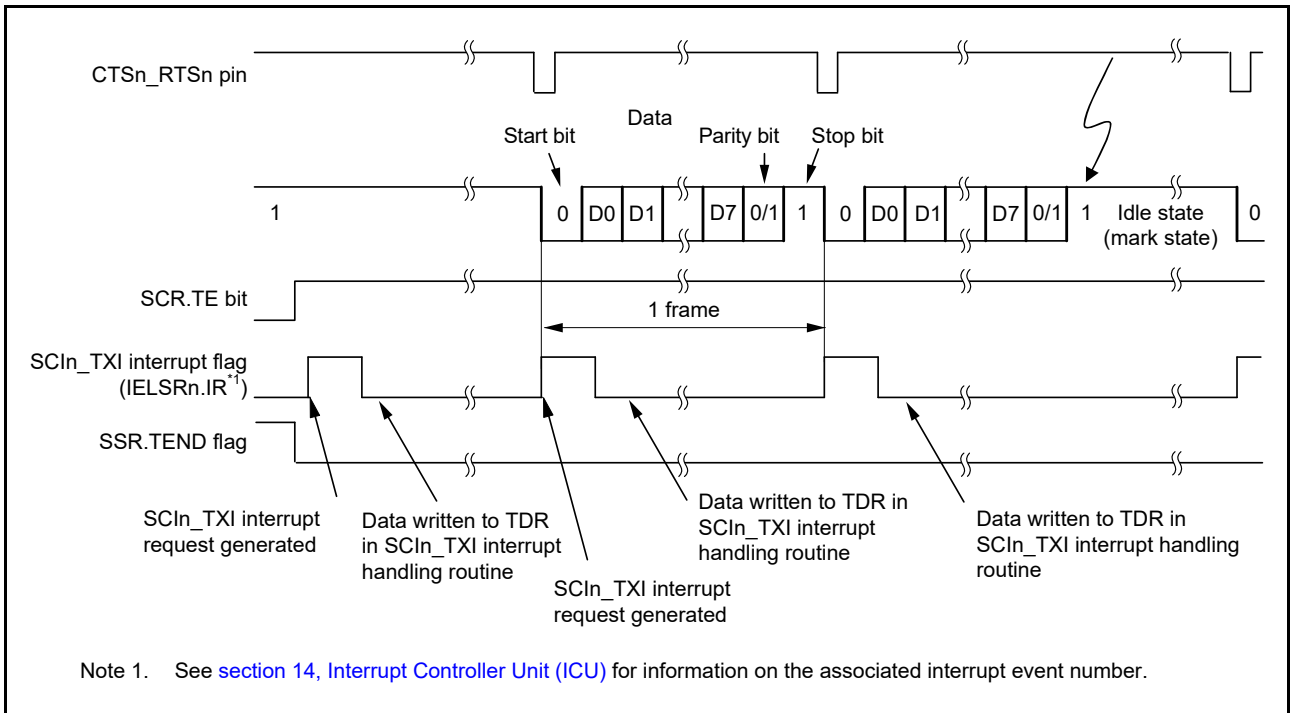 CTSn_RTSn pin
Data
Start bit
Parity bit
Stop bit
1
0
D0
D1
D7
0/1
1
0
D0
D1
D7
0/1
1
Idle state
(mark state)
0
SCR.TE bit
1 frame
SCIn_TXI interrupt flag
(IELSRn.IR*1)
SSR.TEND flag
SCIn_TXI interrupt
request generated
Data written to TDR
in SCIn_TXI interrupt
handling routine
SCIn_TXI interrupt
request generated
Data written to TDR in
SCIn_TXI interrupt
handling routine
Data written to TDR in
SCIn_TXI interrupt handling
routine
Note 1. See section 14, Interrupt Controller Unit (ICU) for information on the associated interrupt event number.